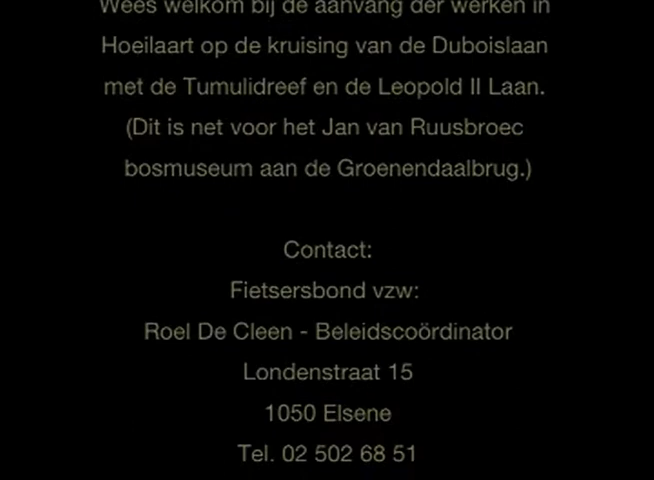 Wees welkom bij de aanvang der werken in
Hoeilaart op de kruising van de Duboislaan
met de Tumulidreef en de Leopold II Laan.
(Dit is net voor het Jan van Ruusbroec
bosmuseum aan de Groenendaalbrug.)
Contact:
Fietsersbond vzw:
Roel De Cleen - Beleidscoördinator
Londenstraat 15
1050 Elsene
Tel. 02 502 68 51